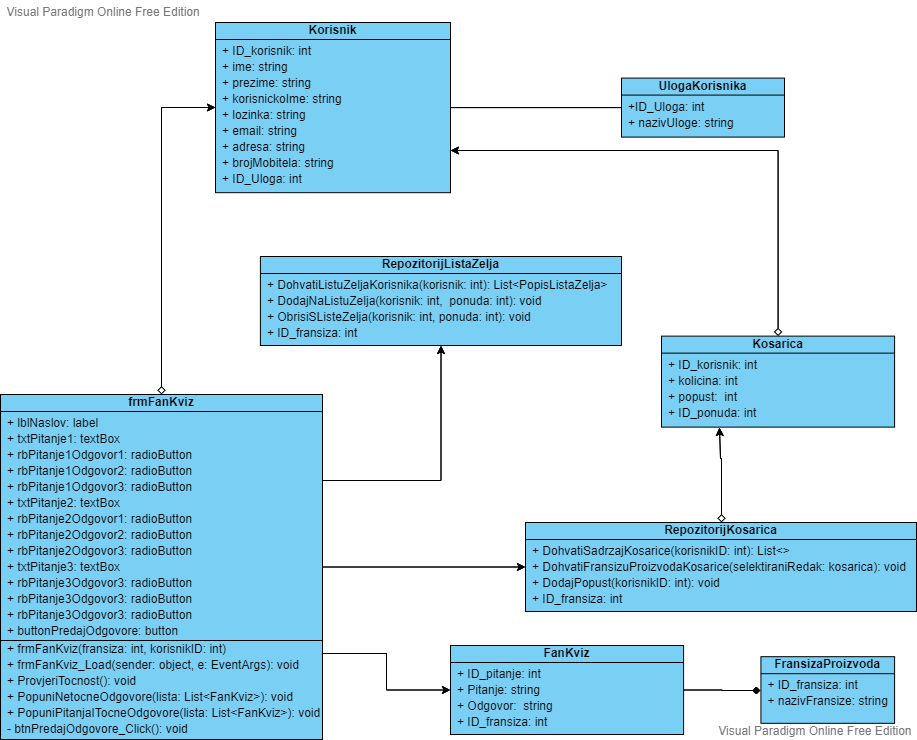 Visual Paradigm Online Free Edition
Korisnik
+ ID_korisnik: int
+ ime: string
+ prezime: string
+ korisnickoIme: string
+ lozinka: string
+ email: string
+ adresa: string
+ brojMobitela: string
+ ID_Uloga: int
UlogaKorisnika
+ID_Uloga: int
+ nazivUloge: string
RepozitorijListaZelja
+ DohvatiListuZeljaKorisnika(korisnik: int): List<PopisListaZelja>
+ DodajNaListuZelja(korisnik: int, ponuda: int): void
+ ObrisiSListeZelja(korisnik: int, ponuda: int): void
+ ID_fransiza: int
Kosarica
+ ID_korisnik: int
+ kolicina: int
+ popust: int
+ ID_ponuda: int
frmFanKviz
+ lblNaslov: label
+ txtPitanje1: textBox
+ rbPitanje1Odgovor1: radioButton
+ rbPitanje1Odgovor2: radioButton
+ rbPitanje1Odgovor3: radioButton
+ txtPitanje2: textBox
+ rbPitanje2Odgovor1: radioButton
+ rbPitanje2Odgovor2: radioButton
+ rbPitanje2Odgovor3: radioButton
+ txtPitanje3: textBox
+ rbPitanje3Odgovor3: radioButton
+ rbPitanje3Odgovor3: radioButton
+ rbPitanje3Odgovor3: radioButton
+ buttonPredajOdgovore: button
+ frmFanKviz(fransiza: int, korisnikID: int)
+ frmFanKviz_Load(sender: object, e: EventArgs): void
+ ProvjeriTocnost(): void
+ PopuniNetocneOdgovore(lista: List<FanKviz>): void
+ PopuniPitanjaITocneOdgovore(lista: List<FanKviz>): void
- btnPredajOdgovore_Click(): void
RepozitorijKosarica
+ DohvatiSadrzajKosarice(korisnikID: int): List<>
+ DohvatiFransizuProizvodaKosarice(selektiraniRedak: kosarica): void
+ DodajPopust(korisnikID: int): void
+ ID_fransiza: int
FanKviz
+ ID_pitanje: int
+ Pitanje: string
+ Odgovor: string
+ ID_fransiza: int
FransizaProizvoda
+ ID_fransiza: int
+ nazivFransize: string
Visual Paradigm Online Free Edition